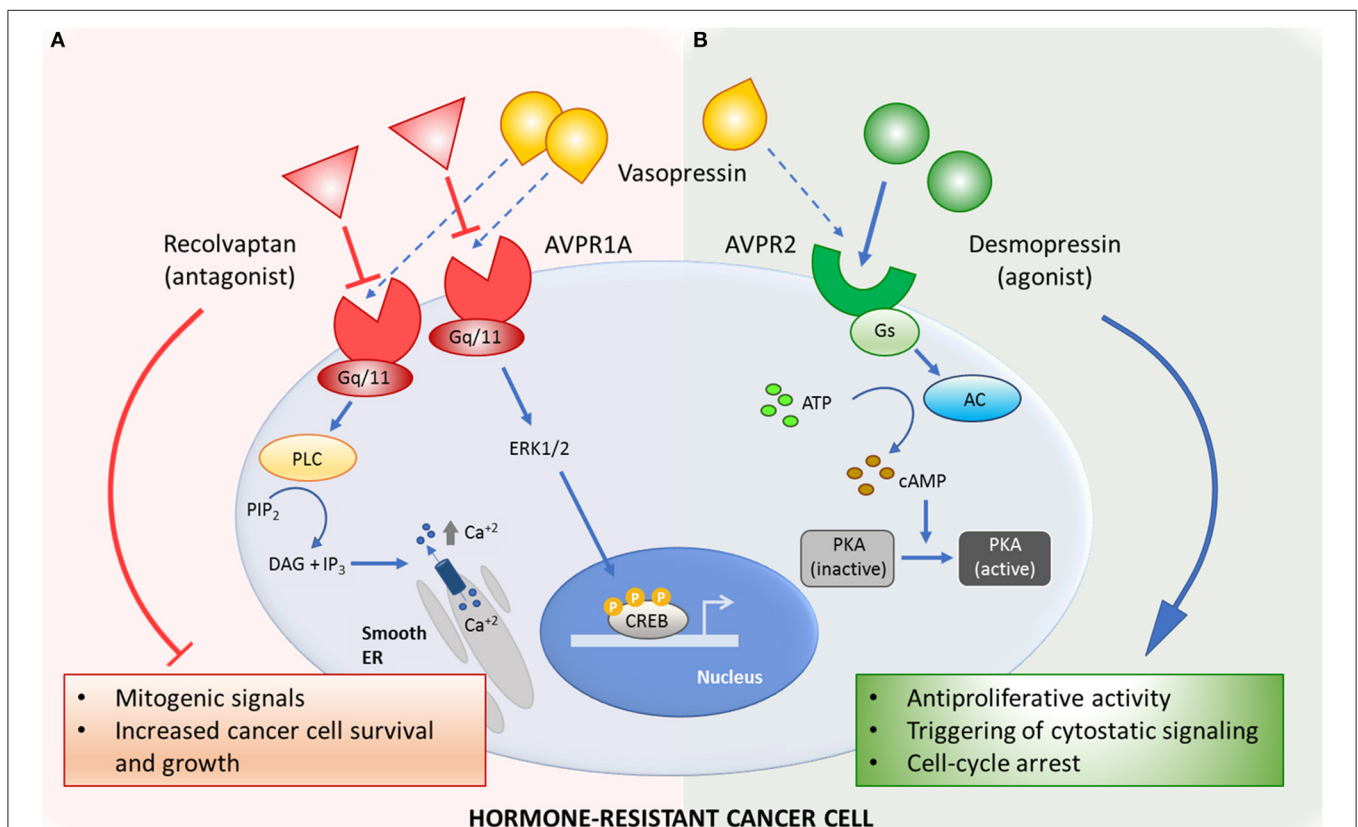 A
B
Vasopressin
Recolvaptan
(antagonist)
AVPR1A
AVPR2
Desmopressin
(agonist)
Gq/11
Gq/11
Gs
AC
ATP
PLC
ERK1/2
cAMP
PIP2
DAG + IP3
Ca+2
PKA
(inactive)
PKA
(active)
P P P
CREB
Ca+2
Smooth
ER
Nucleus
• Mitogenic signals
• Increased cancer cell survival
and growth
• Antiproliferative activity
• Triggering of cytostatic signaling
• Cell-cycle arrest
HORMONE-RESISTANT CANCER CELL